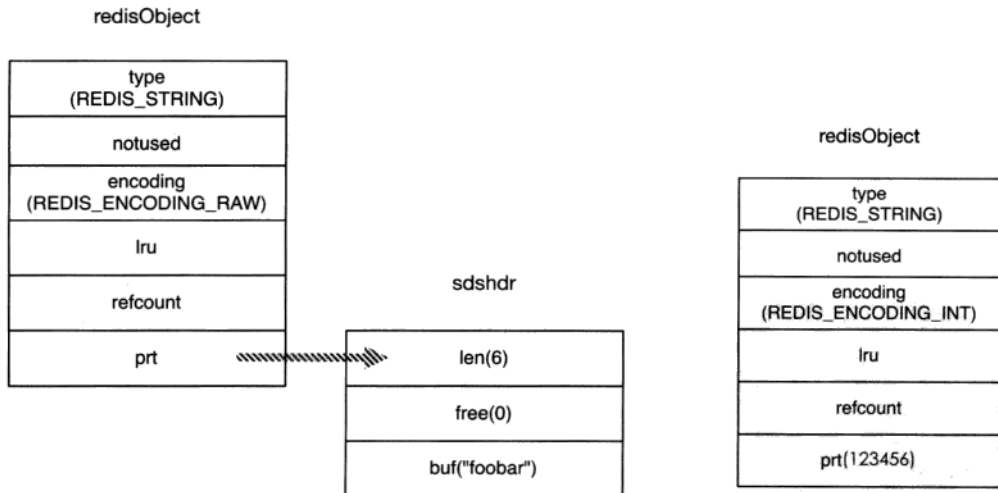 redisObject
type
(REDIS_STRING)
notused
encoding
(REDIS_ENCODING_RAW)
lru
refcount
prt
sdshdr
len(6)
free(0)
buf("foobar")
redisObject
type
(REDIS_STRING)
notused
encoding
(REDIS_ENCODING_INT)
lru
refcount
prt(123456)